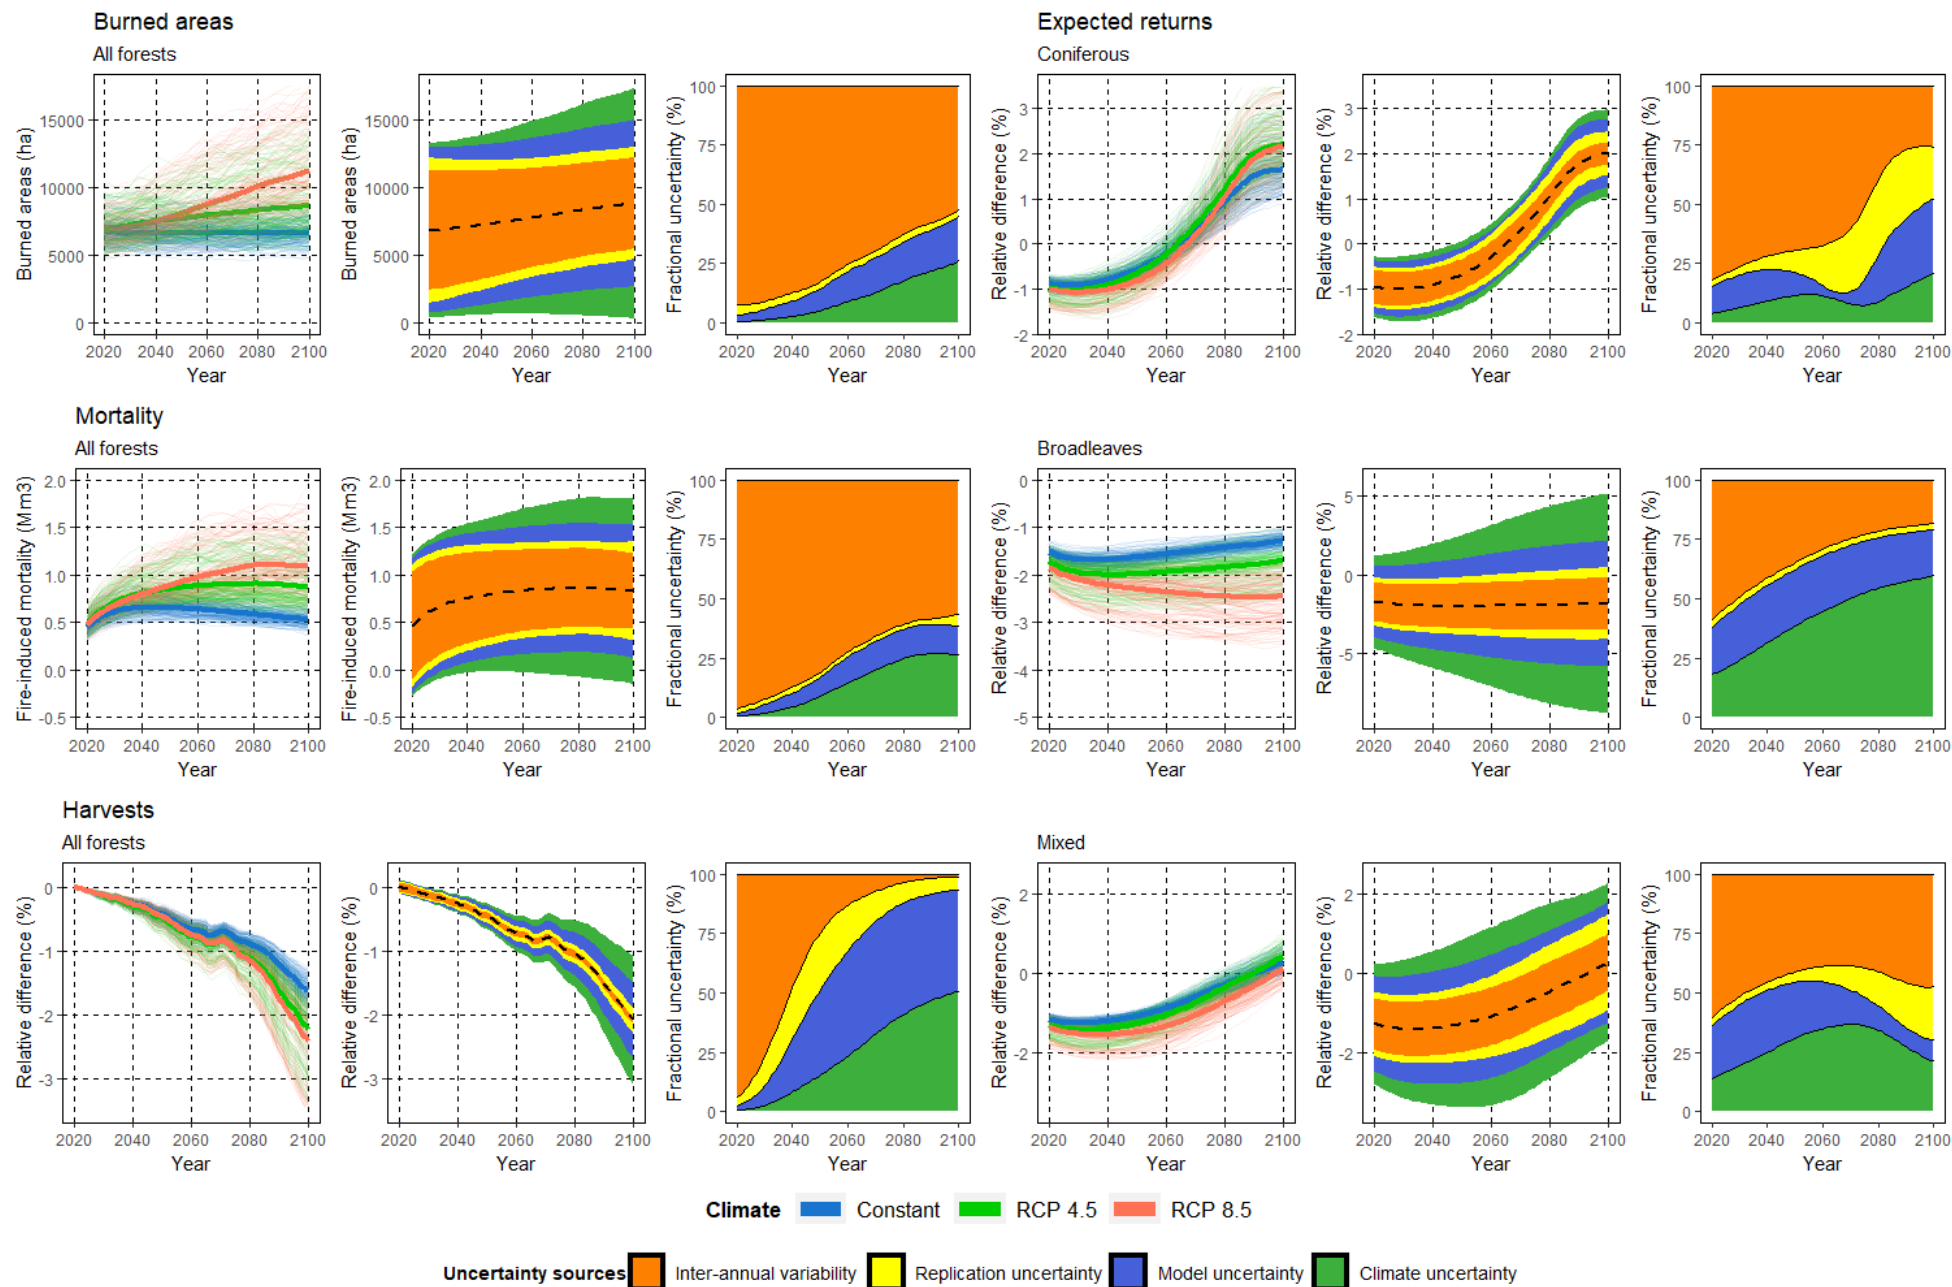 Burned areas
All forests
Burned areas (ha)
15000
10000
5000
0
2020 2040 2060 2080 2100
Year
Burned areas (ha)
15000
10000
5000
0
2020 2040 2060 2080 2100
Year
Fractional uncertainty (%)
100
75
50
25
0
2020 2040 2060 2080 2100
Year
Expected returns
Coniferous
Relative difference (%)
3
2
1
0
-1
-2
2020 2040 2060 2080 2100
Year
Relative difference (%)
3
2
1
0
-1
-2
2020 2040 2060 2080 2100
Year
Fractional uncertainty (%)
100
75
50
25
0
2020 2040 2060 2080 2100
Year
Mortality
All forests
Fire-induced mortality (Mm3)
2.0
1.5
1.0
0.5
0.0
-0.5
2020 2040 2060 2080 2100
Year
Fire-induced mortality (Mm3)
2.0
1.5
1.0
0.5
0.0
-0.5
2020 2040 2060 2080 2100
Year
Fractional uncertainty (%)
100
75
50
25
0
2020 2040 2060 2080 2100
Year
Broadleaves
Relative difference (%)
0
-1
-2
-3
-4
-5
2020 2040 2060 2080 2100
Year
Relative difference (%)
5
0
-5
2020 2040 2060 2080 2100
Year
Fractional uncertainty (%)
100
75
50
25
0
2020 2040 2060 2080 2100
Year
Harvests
All forests
Relative difference (%)
0
-1
-2
-3
2020 2040 2060 2080 2100
Year
Relative difference (%)
0
-1
-2
-3
2020 2040 2060 2080 2100
Year
Fractional uncertainty (%)
100
75
50
25
0
2020 2040 2060 2080 2100
Year
Mixed
Relative difference (%)
2
0
-2
2020 2040 2060 2080 2100
Year
Relative difference (%)
2
0
-2
2020 2040 2060 2080 2100
Year
Fractional uncertainty (%)
100
75
50
25
0
2020 2040 2060 2080 2100
Year
Climate Constant RCP 4.5 RCP 8.5
Uncertainty sources Inter-annual variability Replication uncertainty Model uncertainty Climate uncertainty